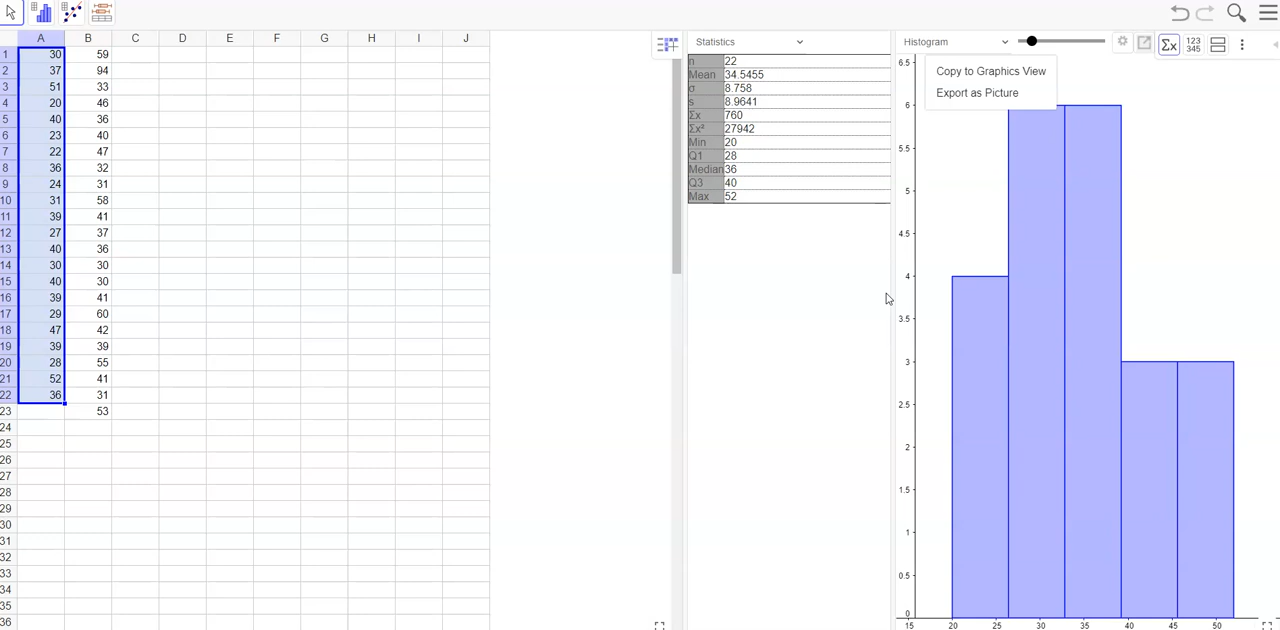 123
345
A B C D E F G H I J
Statistics
Histogram
Σx
Copy to Graphics View
Export as Picture
1 30 59
2 37 94
3 51 33
4 20 46
5 40 36
6 23 40
7 22 47
8 36 32
9 24 31
10 31 58
11 39 41
12 27 37
13 40 36
14 30 30
15 40 30
16 39 41
17 29 60
18 47 42
19 39 39
20 28 55
21 52 41
22 36 31
23 53
24
25
26
27
28
29
30
31
32
33
34
35
36
n 22
Mean 34.5455
σ 8.758
s 8.9641
Σx 760
Σx² 27942
Min 20
Q1 28
Median 36
Q3 40
Max 52
6.5
6
5.5
5
4.5
4
3.5
3
2.5
2
1.5
1
0.5
0
15 20 25 30 35 40 45 50